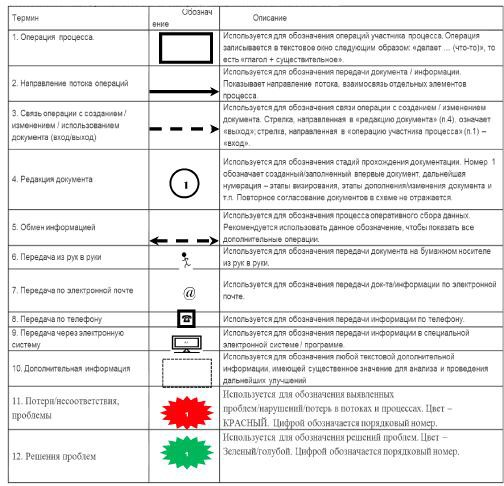 Термин
Обознач
ение
Описание
1. Операция процесса.
Используется для обозначения операций участника процесса. Операция
записывается в текстовое окно следующим образом: «делает … (что-то)», то
есть «глагол + существительное».
2. Направление потока операций
Используется для обозначения передачи документа / информации.
Показывает направление потока, взаимосвязь отдельных элементов
процесса.
3. Связь операции с созданием /
изменением / использованием
документа (вход/выход)
Используется для обозначения связи операции с созданием / изменением
документа. Стрелка, направленная в «редакцию документа» (п.4), означает
«выход»; стрелка, направленная в «операцию участника процесса» (п.1) –
«вход».
4. Редакция документа
1
Используется для обозначения стадий прохождения документации. Номер 1
обозначает созданный/заполненный впервые документ, дальнейшая
нумерация – этапы визирования, этапы дополнения/изменения документа и
т.п. Повторное согласование документов в схеме не отражается.
5. Обмен информацией
Используется для обозначения процесса оперативного сбора данных.
Рекомендуется использовать данное обозначение, чтобы показать все
дополнительные операции.
6. Передача из рук в руки
Используется для обозначения передачи документа на бумажном носителе
из рук в руки.
7. Передача по электронной почте
@
Используется для обозначения передачи док-та/информации по электронной
почте.
8. Передача по телефону
Используется для обозначения передачи информации по телефону.
9. Передача через электронную
систему
Используется для обозначения передачи информации в специальной
электронной системе / программе.
10. Дополнительная информация
Используется для обозначения любой текстовой дополнительной
информации, имеющей существенное значение для анализа и проведения
дальнейших улучшений
11. Потери/несоответствия,
проблемы
1
Используется для обозначения выявленных
проблем/нарушений/потерь в потоках и процессах. Цвет –
КРАСНЫЙ. Цифрой обозначается порядковый номер.
12. Решения проблем
1
Используется для обозначения решений проблем. Цвет –
Зеленый/голубой. Цифрой обозначается порядковый номер.